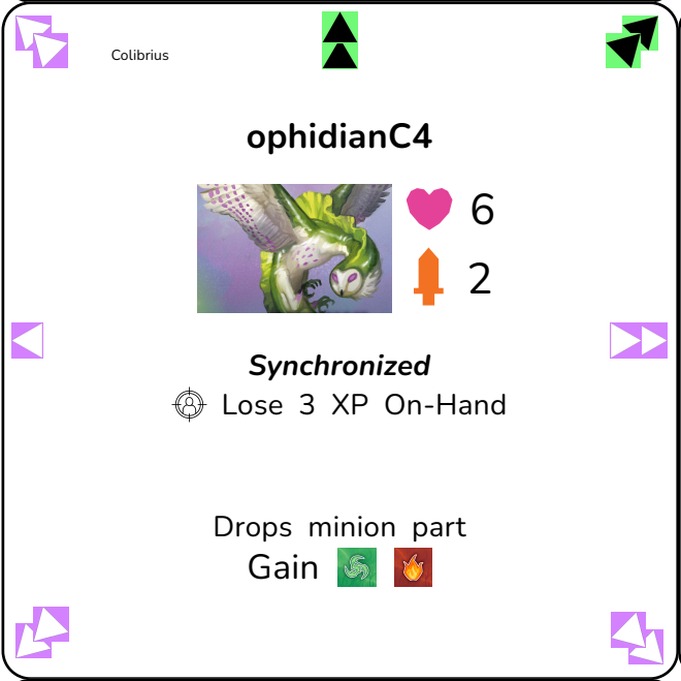 Colibrius
ophidianC4
6
2
Synchronized
Lose 3 XP On-Hand
Drops minion part
Gain